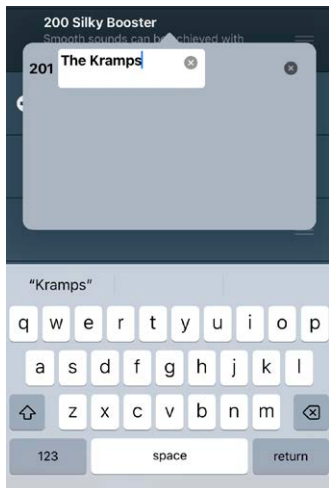 200 Silky Booster
Smooth sounds can be achieved with
201 The Kramps
“Kramps”
q w e r t y u i o p
a s d f g h j k l
z x c v b n m
123 space return